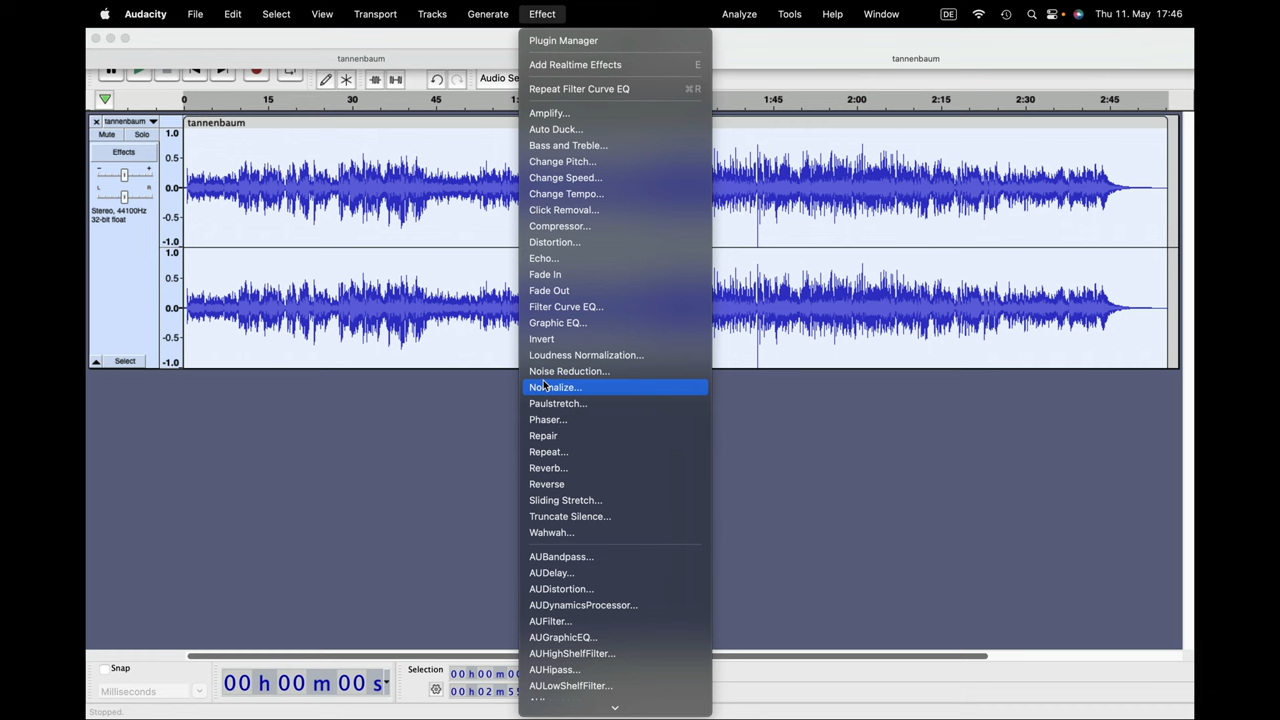 Audacity File Edit Select View Transport Tracks Generate Effect Analyze Tools Help Window DE Thu 11. May 17:46
tannenbaum tannenbaum
Audio Se
0 15 30 45 1:45 2:00 2:15 2:30 2:45
tannenbaum
Mute Solo
Effects
- +
L R
Stereo, 44100Hz
32-bit float
Select
1.0
0.5
0.0
-0.5
-1.0
1.0
0.5
0.0
-0.5
-1.0
tannenbaum
Plugin Manager
Add Realtime Effects E
Repeat Filter Curve EQ ⌘R
Amplify...
Auto Duck...
Bass and Treble...
Change Pitch...
Change Speed...
Change Tempo...
Click Removal...
Compressor...
Distortion...
Echo...
Fade In
Fade Out
Filter Curve EQ...
Graphic EQ...
Invert
Loudness Normalization...
Noise Reduction...
Normalize...
Paulstretch...
Phaser...
Repair
Repeat...
Reverb...
Reverse
Sliding Stretch...
Truncate Silence...
Wahwah...
AUBandpass...
AUDelay...
AUDistortion...
AUDynamicsProcessor...
AUFilter...
AUGraphicEQ...
AUHighShelfFilter...
AUHipass...
AULowShelfFilter...
Snap
Milliseconds
00 h 00 m 00 s
Selection
00 h 00 m 00
00 h 02 m 5
Stopped.